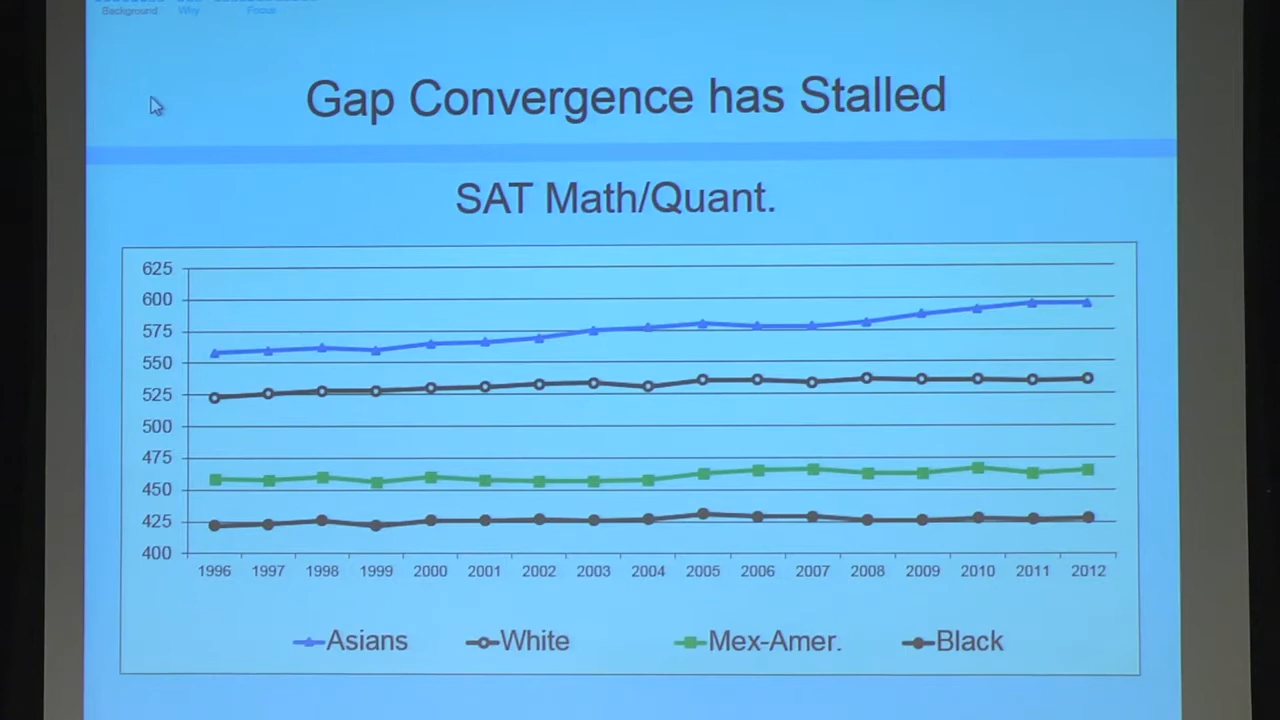 Background Why Focus
Gap Convergence has Stalled
SAT Math/Quant.
625
600
575
550
525
500
475
450
425
400
1996 1997 1998 1999 2000 2001 2002 2003 2004 2005 2006 2007 2008 2009 2010 2011 2012
Asians White Mex-Amer. Black